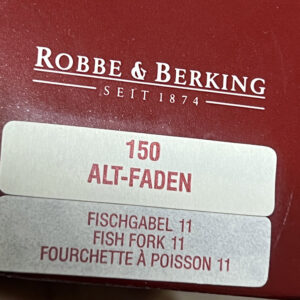 ROBBE & BERKING
SEIT 1874
150
ALT-FADEN
FISCHGABEL 11
FISH FORK 11
FOURCHETTE À POISSON 11